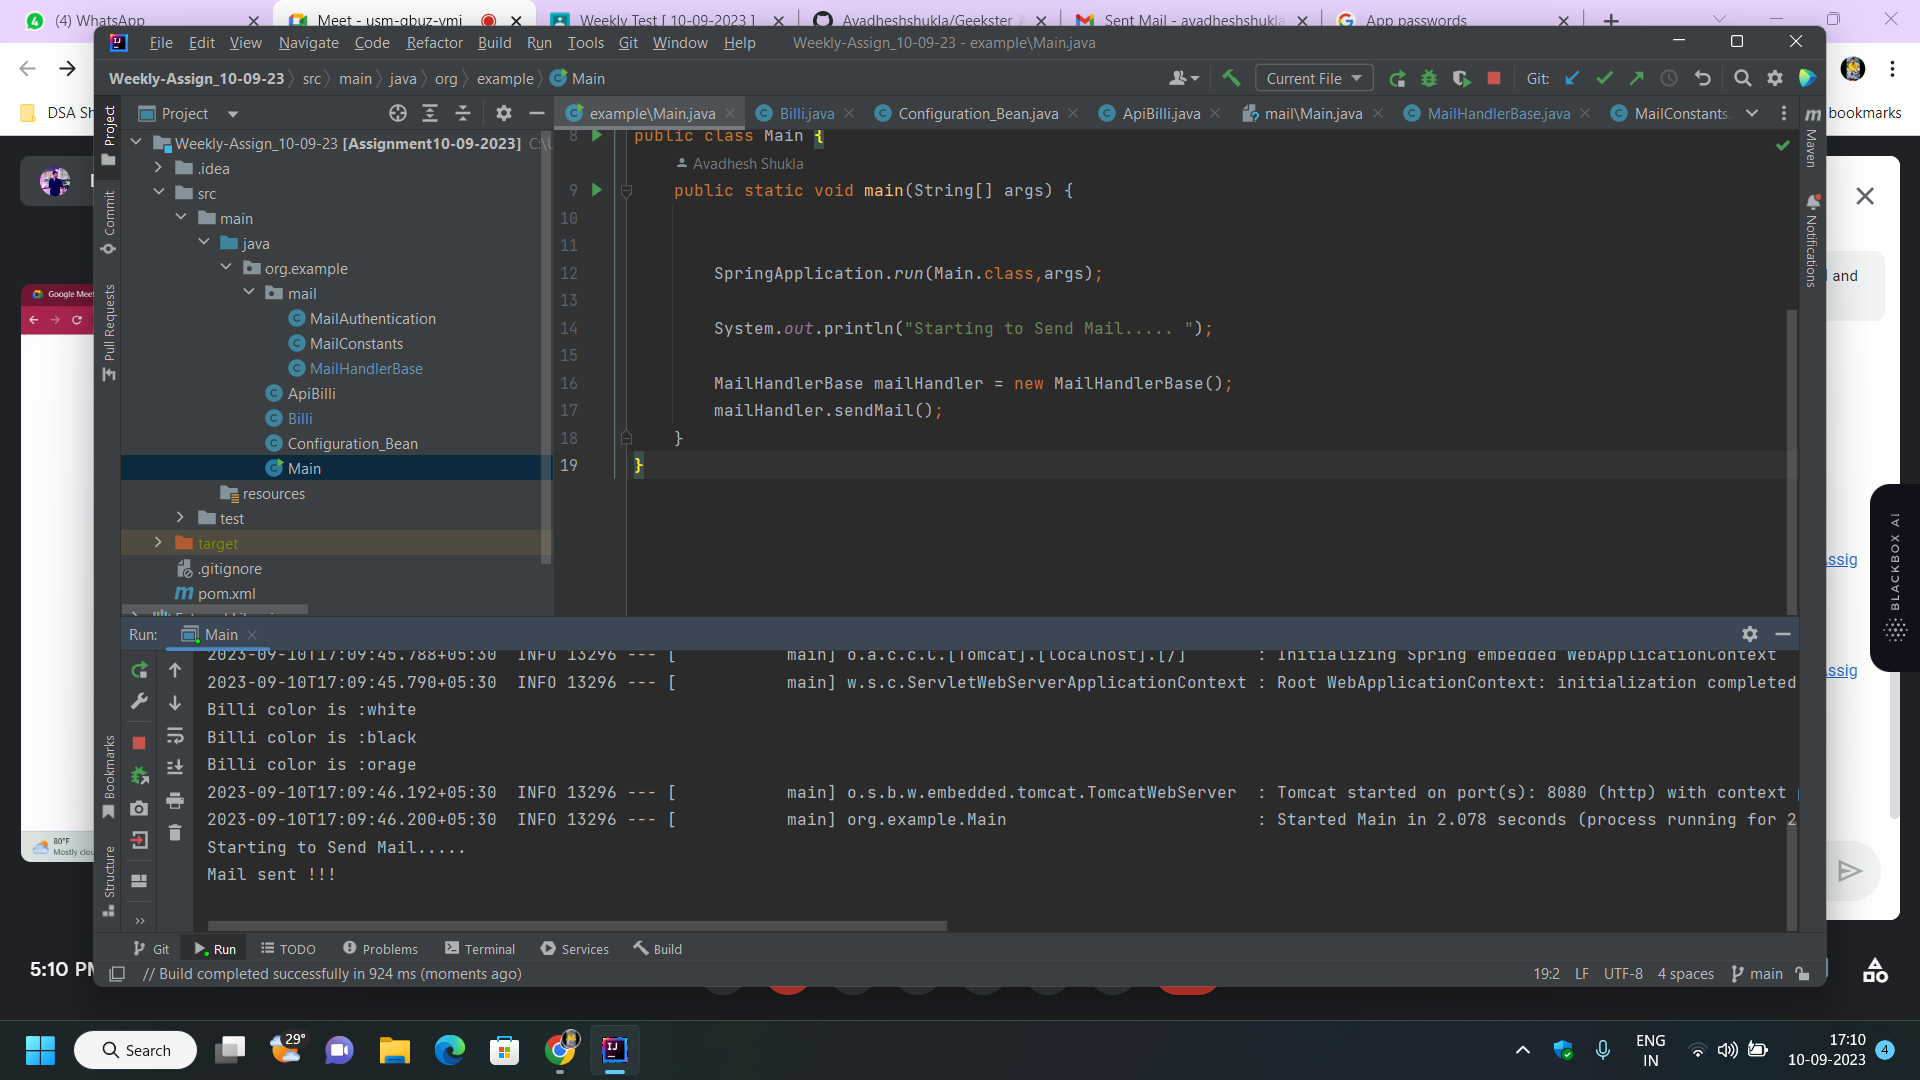 (4) WhatsApp
Meet - usm-qbuz-vmj
Weekly Test [ 10-09-2023 ]
Avadheshshukla/Geekster
Sent Mail - avadheshshukla
App passwords
File Edit View Navigate Code Refactor Build Run Tools Git Window Help
Weekly-Assign_10-09-23 - example\Main.java
Weekly-Assign_10-09-23 src main java org example Main
Current File
Git:
DSA Sh
bookmarks
Project
example\Main.java Billi.java Configuration_Bean.java ApiBilli.java mail\Main.java MailHandlerBase.java MailConstants
Project
Commit
Pull Requests
Bookmarks
Structure
Weekly-Assign_10-09-23 [Assignment10-09-2023]
.idea
src
main
java
org.example
mail
MailAuthentication
MailConstants
MailHandlerBase
ApiBilli
Billi
Configuration_Bean
Main
resources
test
target
.gitignore
pom.xml
8 public class Main {
Avadhesh Shukla
9 public static void main(String[] args) {
10
11
12 SpringApplication.run(Main.class,args);
13
14 System.out.println("Starting to Send Mail..... ");
15
16 MailHandlerBase mailHandler = new MailHandlerBase();
17 mailHandler.sendMail();
18 }
19 }
Maven
Notifications
and
BLACKBOX AI
Assig
Assig
Google Meet
80°F
Mostly clou
Run: Main
2023-09-10T17:09:45.788+05:30 INFO 13296 --- [ main] o.a.c.c.C.[Tomcat].[localhost].[/] : Initializing Spring embedded WebApplicationContext
2023-09-10T17:09:45.790+05:30 INFO 13296 --- [ main] w.s.c.ServletWebServerApplicationContext : Root WebApplicationContext: initialization completed
Billi color is :white
Billi color is :black
Billi color is :orage
2023-09-10T17:09:46.192+05:30 INFO 13296 --- [ main] o.s.b.w.embedded.tomcat.TomcatWebServer : Tomcat started on port(s): 8080 (http) with context
2023-09-10T17:09:46.200+05:30 INFO 13296 --- [ main] org.example.Main : Started Main in 2.078 seconds (process running for 2
Starting to Send Mail.....
Mail sent !!!
Git Run TODO Problems Terminal Services Build
// Build completed successfully in 924 ms (moments ago)
19:2 LF UTF-8 4 spaces main
5:10 PM
Search
29°
ENG
IN
17:10
10-09-2023
4